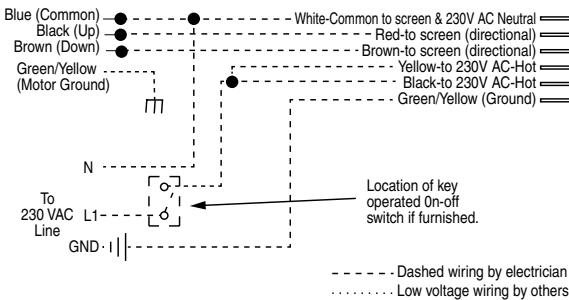 Blue (Common)
White-Common to screen & 230V AC Neutral
Black (Up)
Red-to screen (directional)
Brown (Down)
Brown-to screen (directional)
Green/Yellow
(Motor Ground)
Yellow-to 230V AC-Hot
Black-to 230V AC-Hot
Green/Yellow (Ground)
N
To
230 VAC
Line
L1
GND
Location of key
operated On-off
switch if furnished.
Dashed wiring by electrician
Low voltage wiring by others